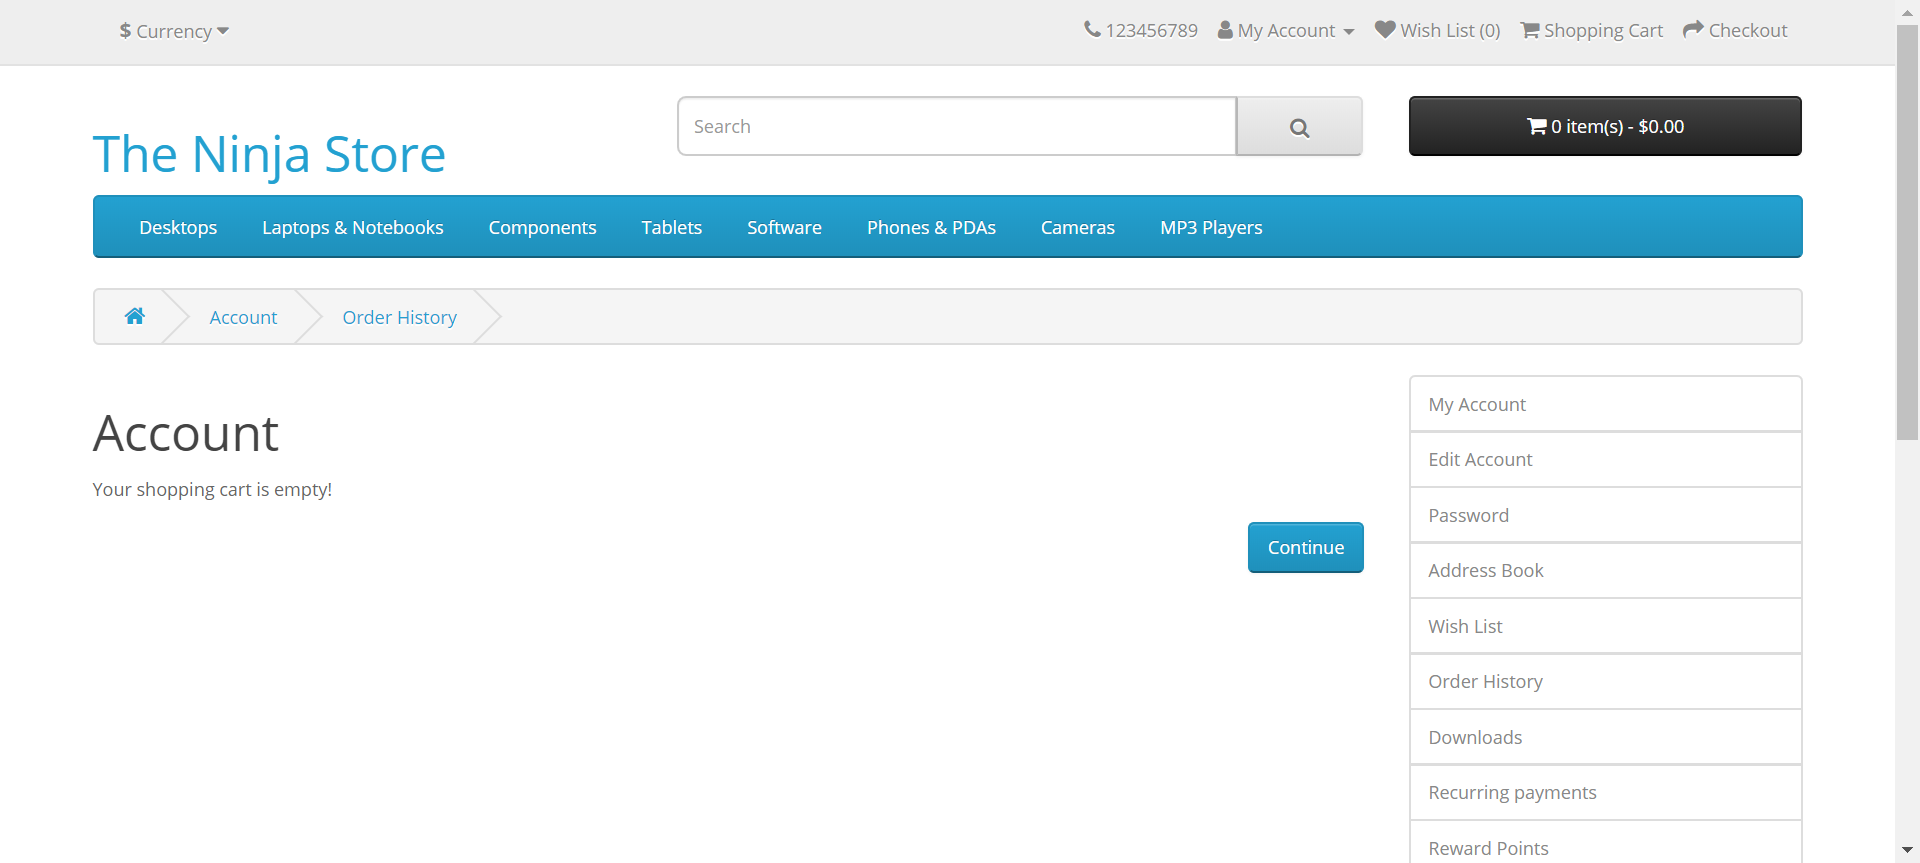 $ Currency
123456789 My Account Wish List (0) Shopping Cart Checkout
The Ninja Store
Search
0 item(s) - $0.00
Desktops Laptops & Notebooks Components Tablets Software Phones & PDAs Cameras MP3 Players
Account Order History
Account
Your shopping cart is empty!
Continue
My Account
Edit Account
Password
Address Book
Wish List
Order History
Downloads
Recurring payments
Reward Points